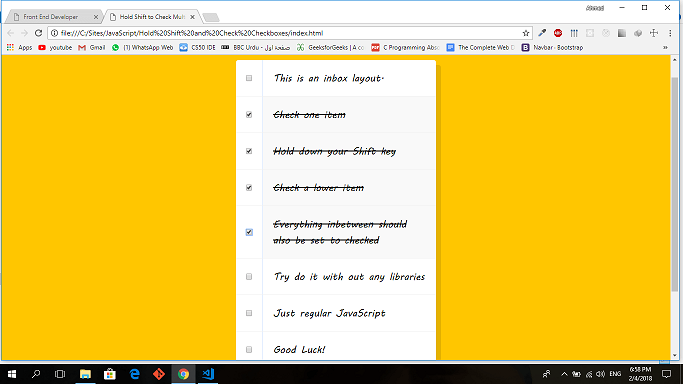 Front End Developer
Hold Shift to Check Mult
file:///C:/Sites/JavaScript/Hold%20Shift%20and%20Check%20Checkboxes/index.html
Apps youtube Gmail (1) WhatsApp Web CS50 IDE BBC Urdu - صفحۂ اول GeeksforGeeks | A co C Programming Abso The Complete Web D Navbar · Bootstrap
This is an inbox layout.
Check one item
Hold down your Shift key
Check a lower item
Everything inbetween should
also be set to checked
Try do it with out any libraries
Just regular JavaScript
Good Luck!
6:58 PM
ENG
2/4/2018